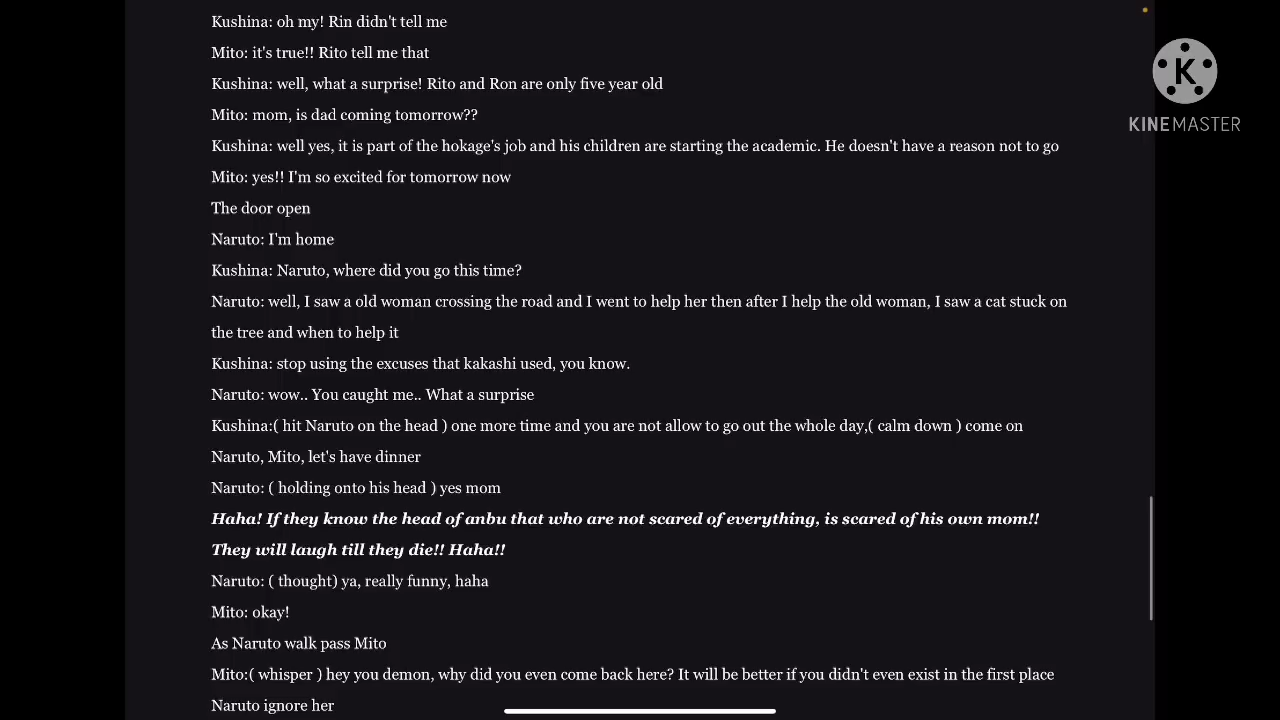 Kushina: oh my! Rin didn't tell me
Mito: it's true!! Rito tell me that
Kushina: well, what a surprise! Rito and Ron are only five year old
Mito: mom, is dad coming tomorrow??
Kushina: well yes, it is part of the hokage's job and his children are starting the academic. He doesn't have a reason not to go
Mito: yes!! I'm so excited for tomorrow now
The door open
Naruto: I'm home
Kushina: Naruto, where did you go this time?
Naruto: well, I saw a old woman crossing the road and I went to help her then after I help the old woman, I saw a cat stuck on
the tree and when to help it
Kushina: stop using the excuses that kakashi used, you know.
Naruto: wow.. You caught me.. What a surprise
Kushina:( hit Naruto on the head ) one more time and you are not allow to go out the whole day,( calm down ) come on
Naruto, Mito, let's have dinner
Naruto: ( holding onto his head ) yes mom
Haha! If they know the head of anbu that who are not scared of everything, is scared of his own mom!!
They will laugh till they die!! Haha!!
Naruto: ( thought) ya, really funny, haha
Mito: okay!
As Naruto walk pass Mito
Mito:( whisper ) hey you demon, why did you even come back here? It will be better if you didn't even exist in the first place
Naruto ignore her
K
KINEMASTER